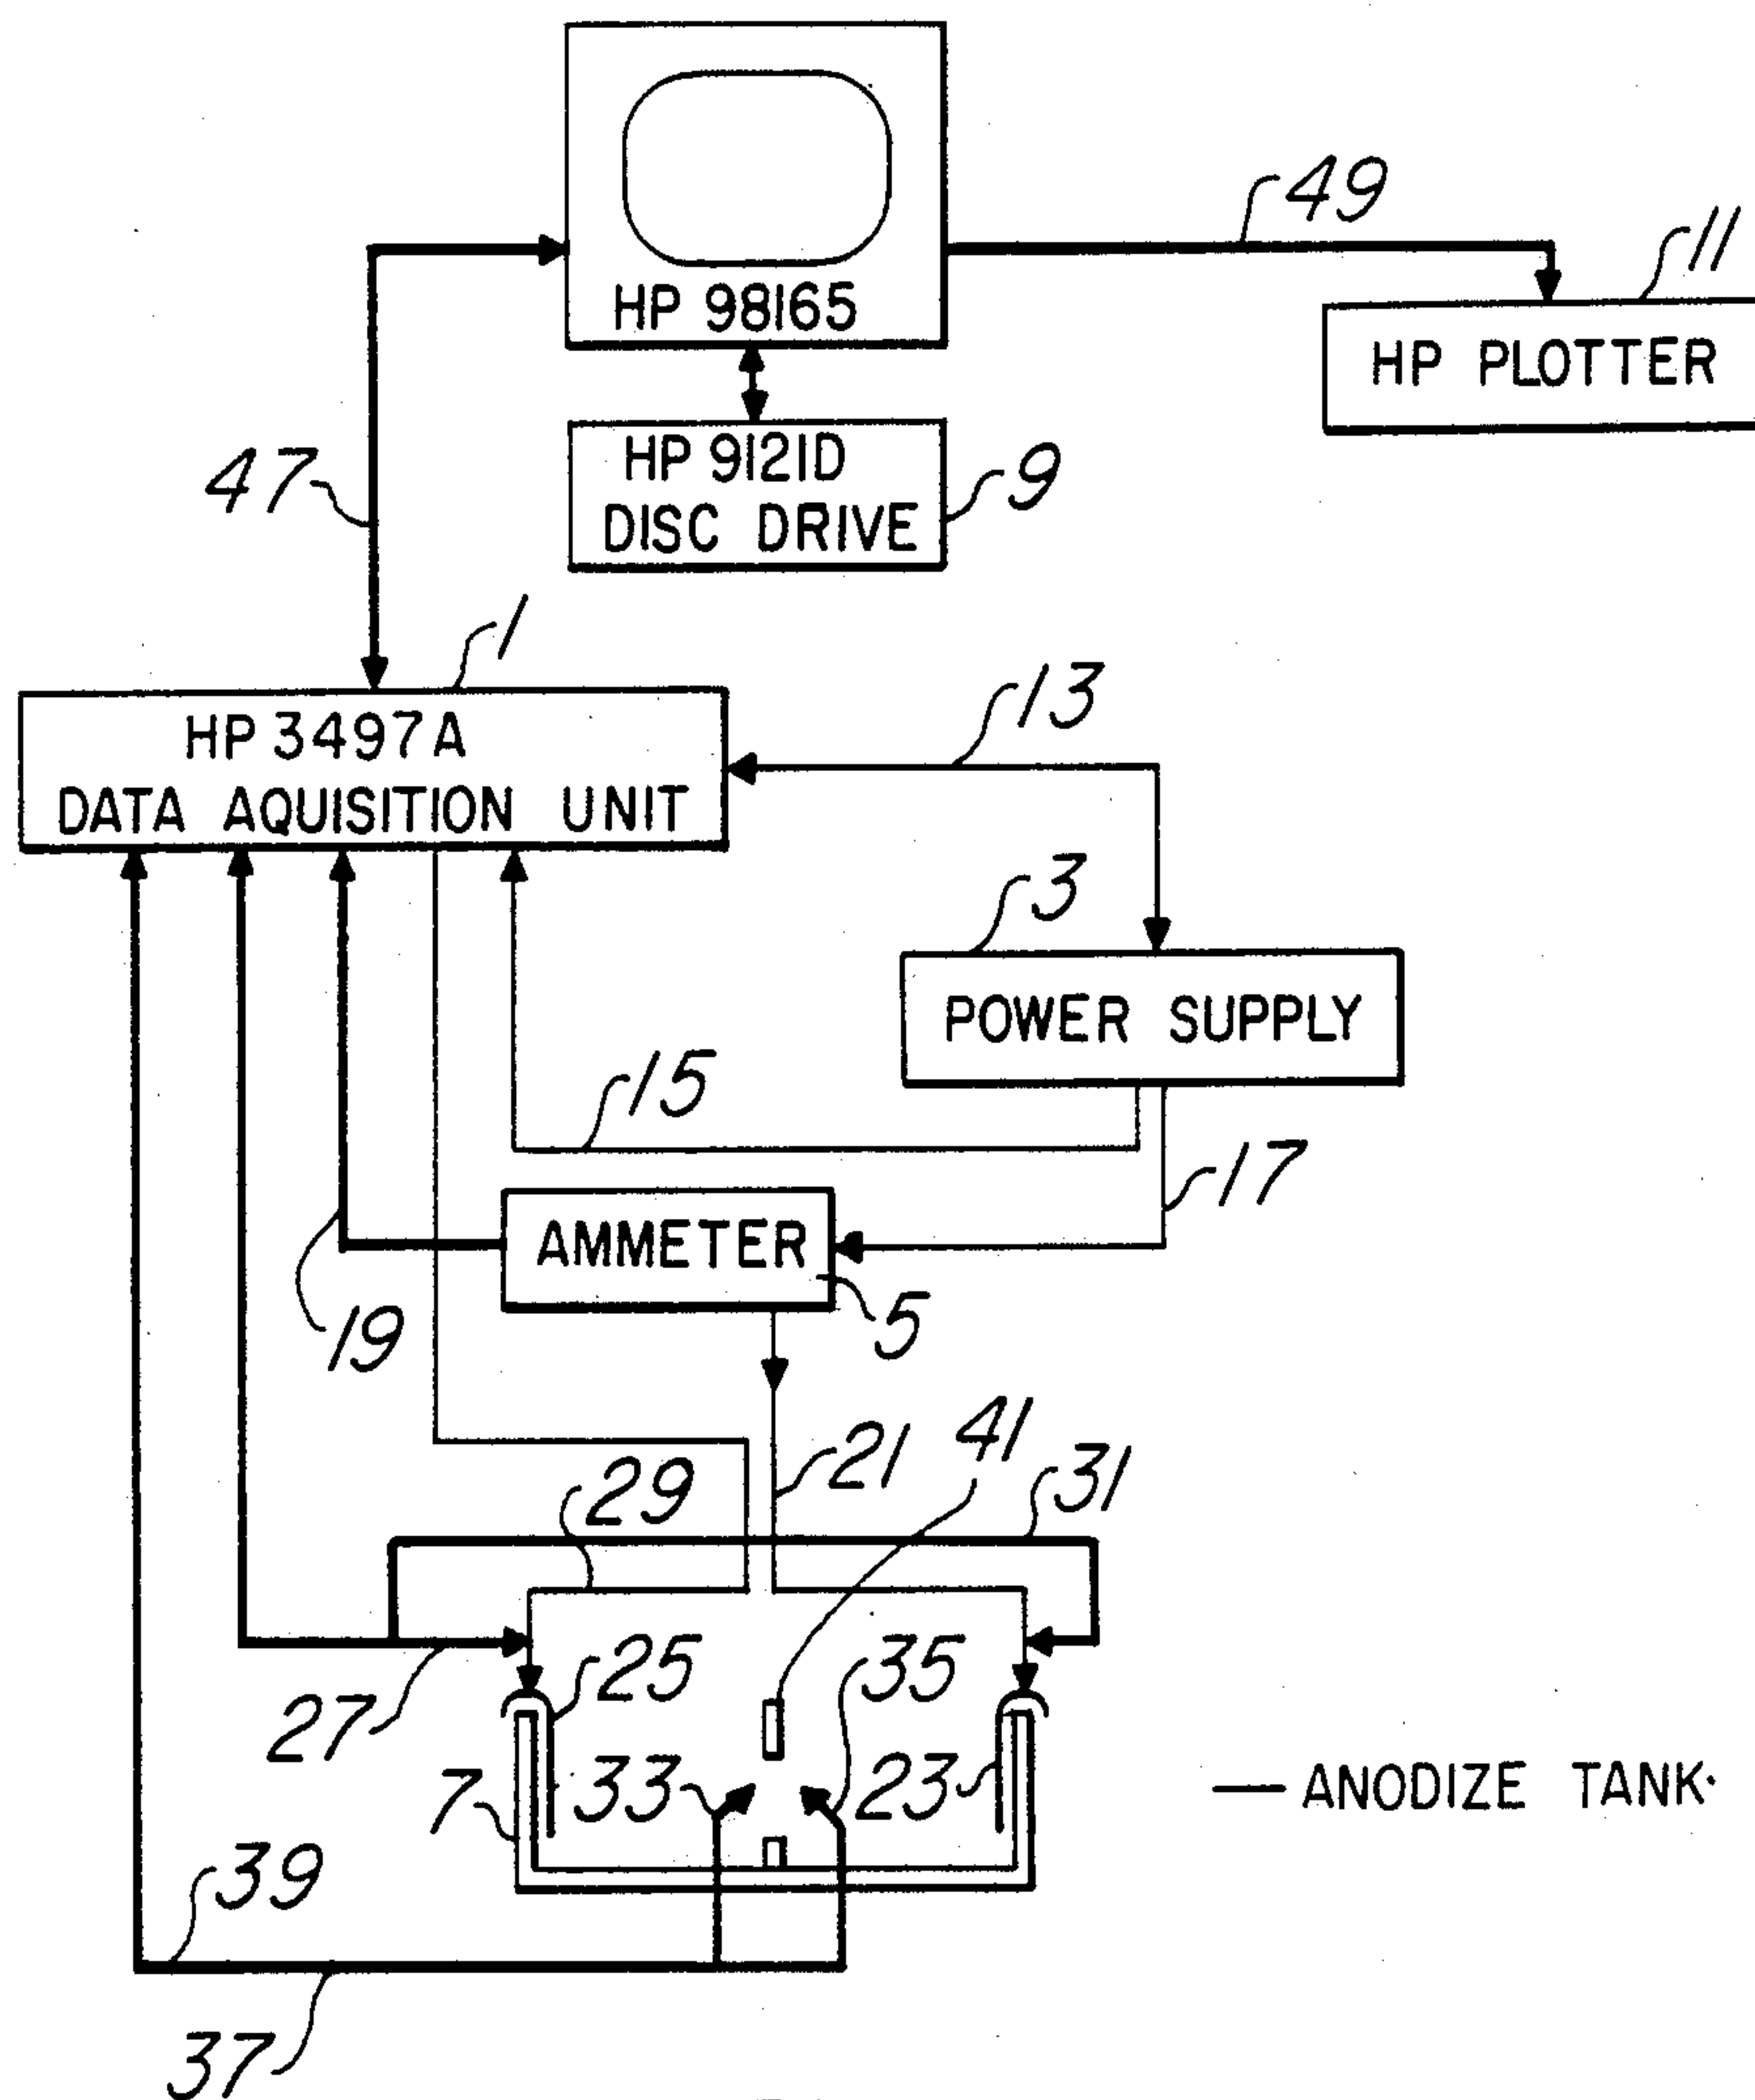 49
11
HP 98165
HP PLOTTER
47
HP 9121D
DISC DRIVE
9
1
13
HP 3497A
DATA AQUISITION UNIT
3
POWER SUPPLY
15
17
AMMETER
5
19
41
21
31
29
25
35
27
33
23
7
— ANODIZE TANK
39
37